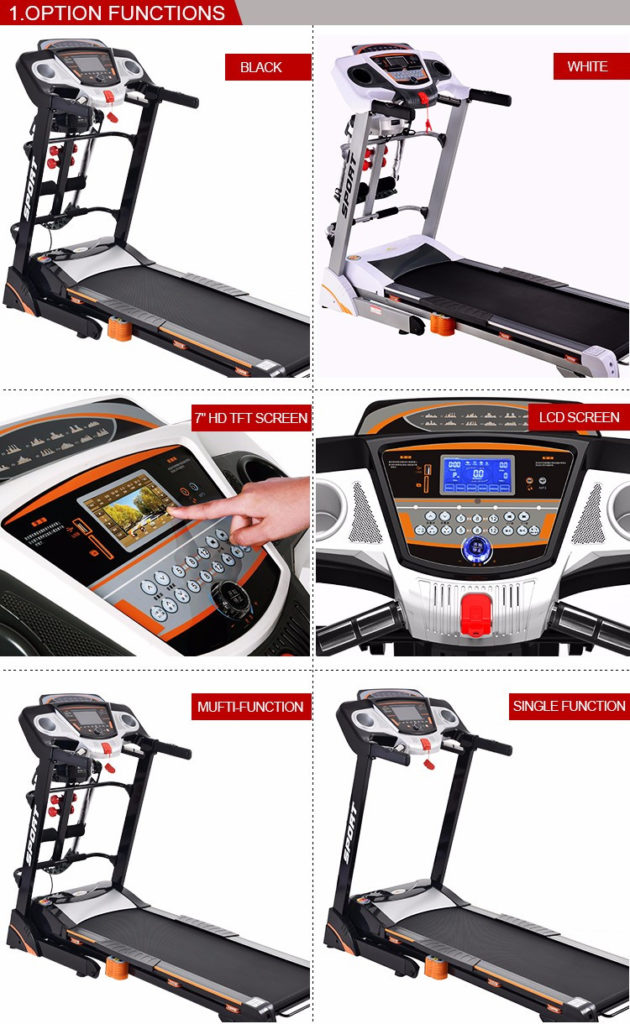 1.OPTION FUNCTIONS
BLACK
WHITE
SPORT
SPORT
7" HD TFT SCREEN
LCD SCREEN
MUFTI-FUNCTION
SINGLE FUNCTION
SPORT
SPORT